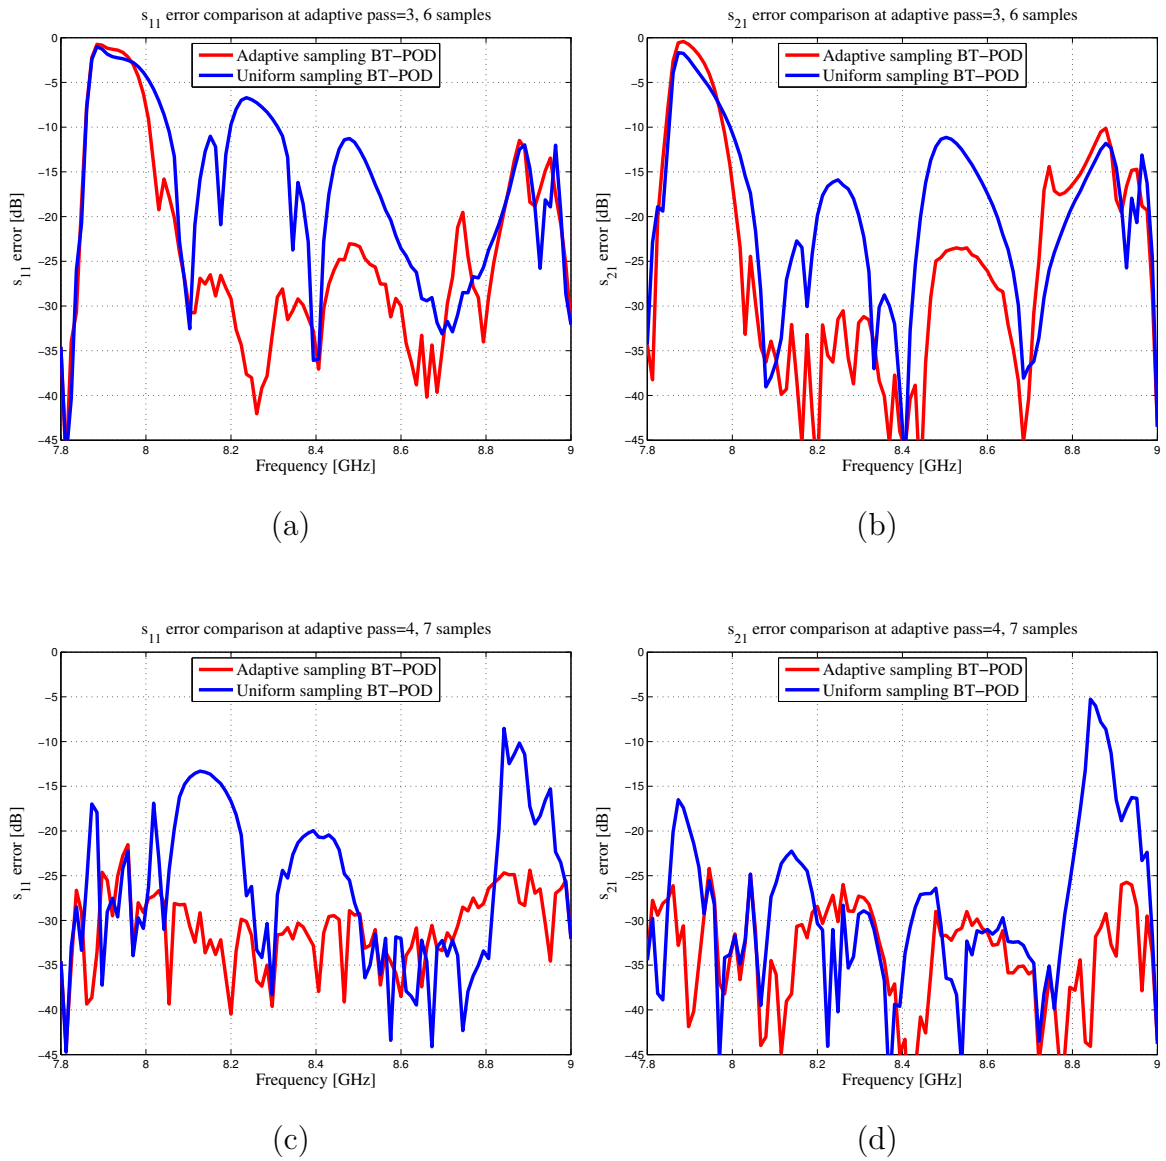 s11 error comparison at adaptive pass=3, 6 samples
Adaptive sampling BT−POD
Uniform sampling BT−POD
s11 error [dB]
0
−5
−10
−15
−20
−25
−30
−35
−40
−45
7.8 8 8.2 8.4 8.6 8.8 9
Frequency [GHz]
(a)
s21 error comparison at adaptive pass=3, 6 samples
Adaptive sampling BT−POD
Uniform sampling BT−POD
s21 error [dB]
0
−5
−10
−15
−20
−25
−30
−35
−40
−45
7.8 8 8.2 8.4 8.6 8.8 9
Frequency [GHz]
(b)
s11 error comparison at adaptive pass=4, 7 samples
Adaptive sampling BT−POD
Uniform sampling BT−POD
s11 error [dB]
0
−5
−10
−15
−20
−25
−30
−35
−40
−45
7.8 8 8.2 8.4 8.6 8.8 9
Frequency [GHz]
(c)
s21 error comparison at adaptive pass=4, 7 samples
Adaptive sampling BT−POD
Uniform sampling BT−POD
s21 error [dB]
0
−5
−10
−15
−20
−25
−30
−35
−40
−45
7.8 8 8.2 8.4 8.6 8.8 9
Frequency [GHz]
(d)